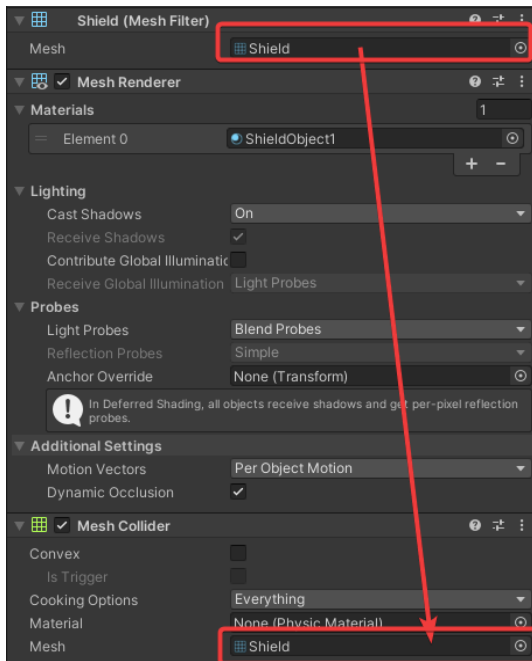 Shield (Mesh Filter)
Mesh Shield
Mesh Renderer
Materials 1
Element 0 ShieldObject1
+ −
Lighting
Cast Shadows On
Receive Shadows
Contribute Global Illuminatic
Receive Global Illumination Light Probes
Probes
Light Probes Blend Probes
Reflection Probes Simple
Anchor Override None (Transform)
In Deferred Shading, all objects receive shadows and get per-pixel reflection
probes.
Additional Settings
Motion Vectors Per Object Motion
Dynamic Occlusion
Mesh Collider
Convex
Is Trigger
Cooking Options Everything
Material None (Physic Material)
Mesh Shield